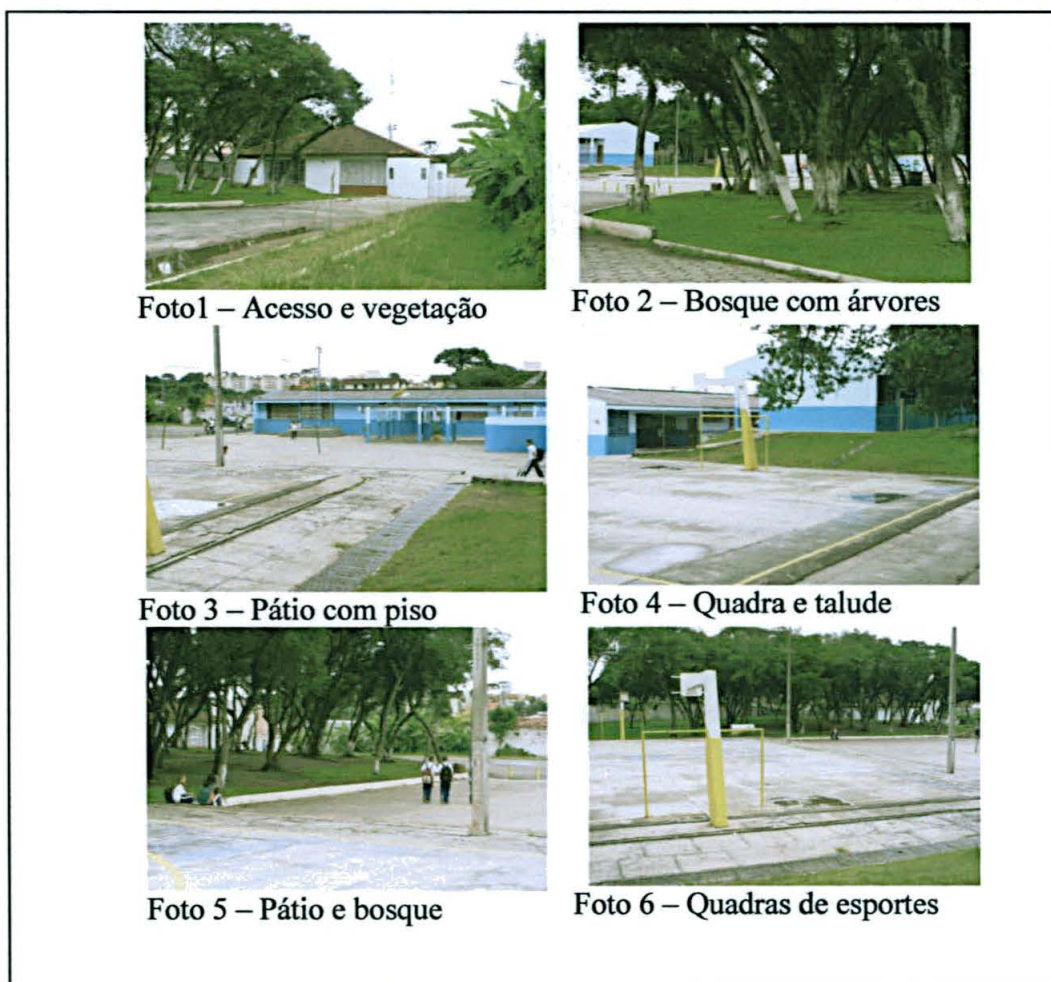 Foto1 – Acesso e vegetação
Foto 2 – Bosque com árvores
Foto 3 – Pátio com piso
Foto 4 – Quadra e talude
Foto 5 – Pátio e bosque
Foto 6 – Quadras de esportes